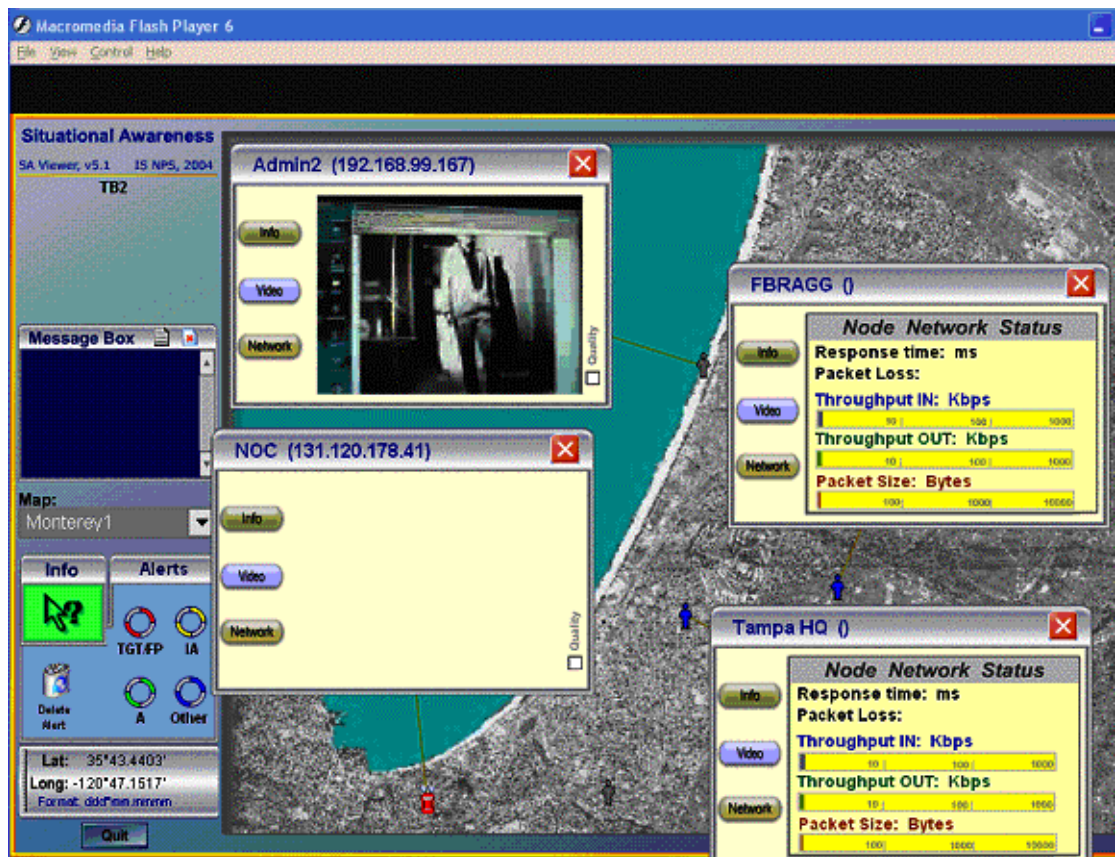 Macromedia Flash Player 6
File View Control Help
Situational Awareness
SA Viewer, v5.1 IS NPS, 2004
TB2
Message Box
Map:
Monterey1
Info
Alerts
TGT/FP
IA
Delete Alert
A
Other
Lat: 35°43.4403'
Long: -120°47.1517'
Format: ddd°mm.mmmm
Quit
Admin2 (192.168.99.167)
Info
Video
Network
Quality
NOC (131.120.178.41)
Info
Video
Network
Quality
FBRAGG ()
Info
Video
Network
Node Network Status
Response time: ms
Packet Loss:
Throughput IN: Kbps
10 100 1000
Throughput OUT: Kbps
10 100 1000
Packet Size: Bytes
100 1000 10000
Tampa HQ ()
Info
Video
Network
Node Network Status
Response time: ms
Packet Loss:
Throughput IN: Kbps
10 100 1000
Throughput OUT: Kbps
10 100 1000
Packet Size: Bytes
100 1000 10000